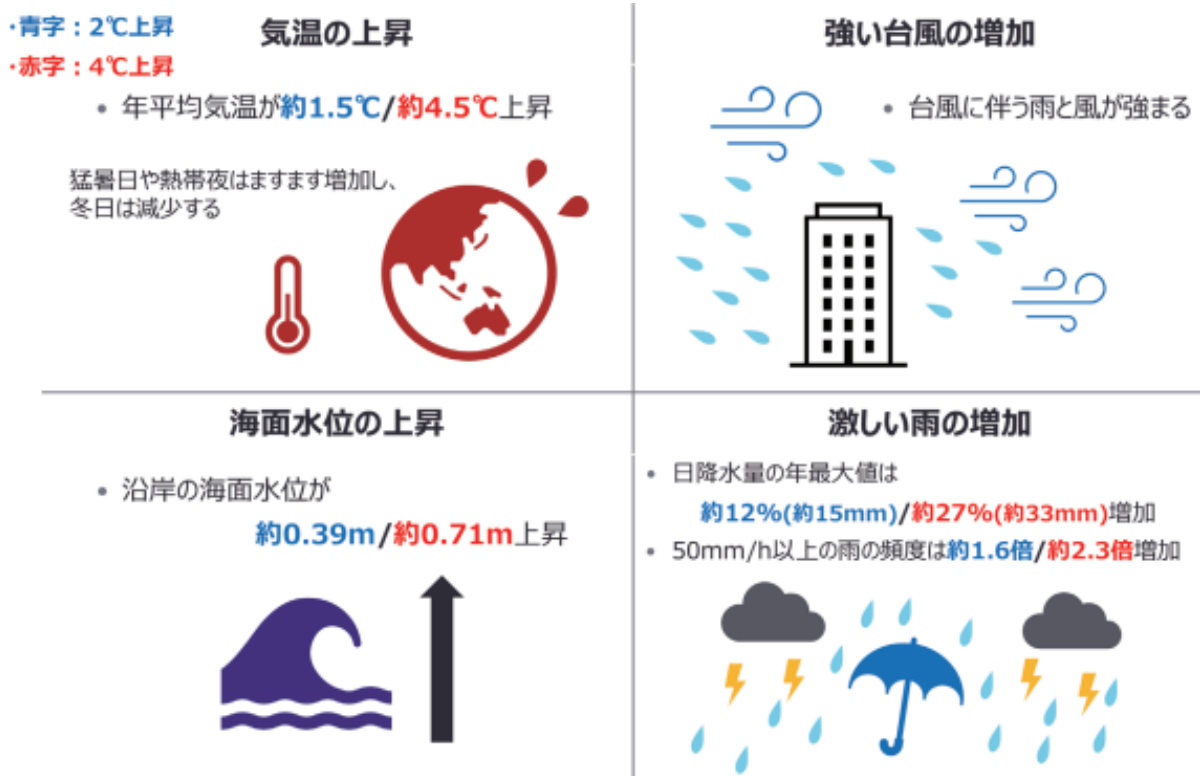 ・青字：2℃上昇
・赤字：4℃上昇
気温の上昇
• 年平均気温が約1.5℃/約4.5℃上昇
猛暑日や熱帯夜はますます増加し、
冬日は減少する
強い台風の増加
• 台風に伴う雨と風が強まる
海面水位の上昇
• 沿岸の海面水位が
約0.39m/約0.71m上昇
激しい雨の増加
• 日降水量の年最大値は
約12%(約15mm)/約27%(約33mm)増加
• 50mm/h以上の雨の頻度は約1.6倍/約2.3倍増加